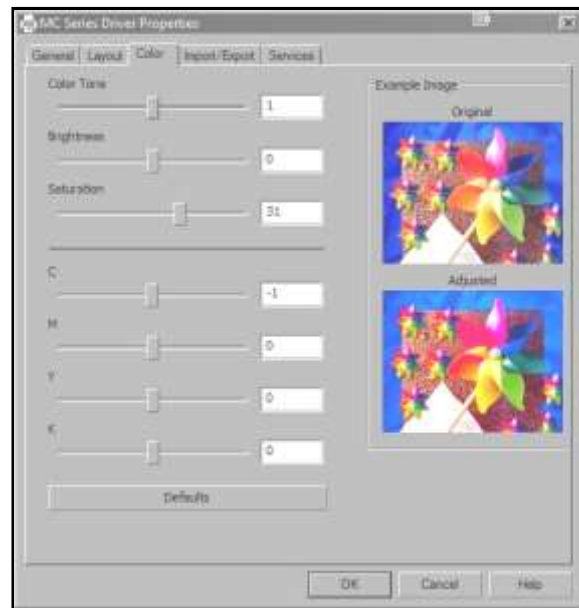 MC Series Driver Properties
General Layout Color Import/Export Services
Color Tone
1
Brightness
0
Saturation
31
C
-1
M
0
Y
0
K
0
Defaults
Example Image
Original
Adjusted
OK Cancel Help